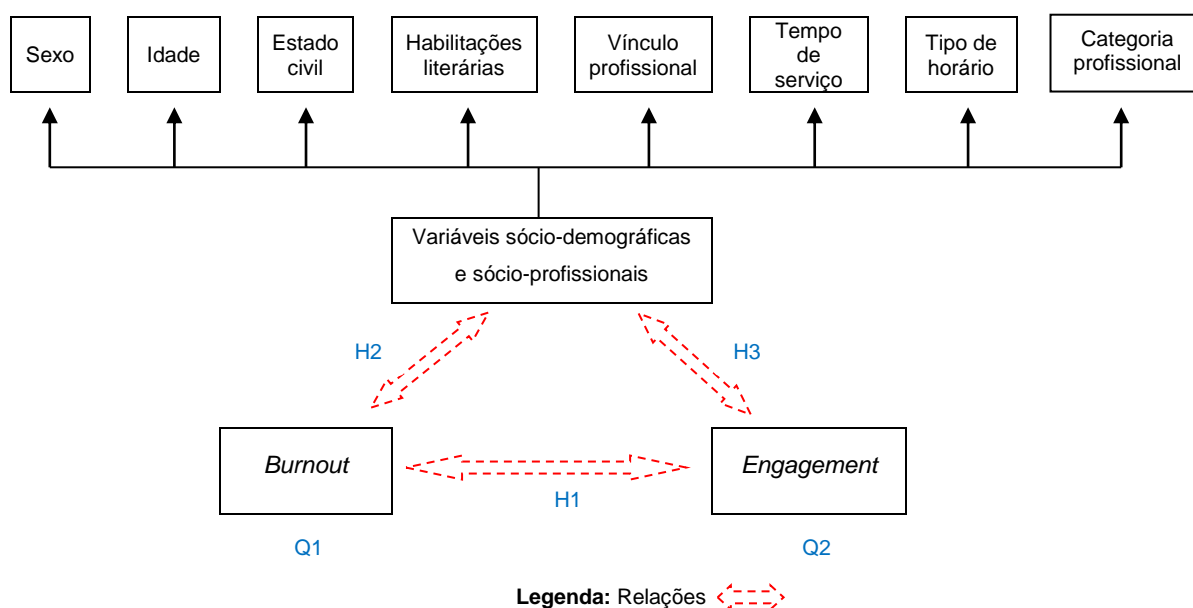 Sexo
Idade
Estado
civil
Habilitações
literárias
Vínculo
profissional
Tempo
de
serviço
Tipo de
horário
Categoria
profissional
Variáveis sócio-demográficas
e sócio-profissionais
H2
H3
Burnout
Engagement
H1
Q1
Q2
Legenda: Relações